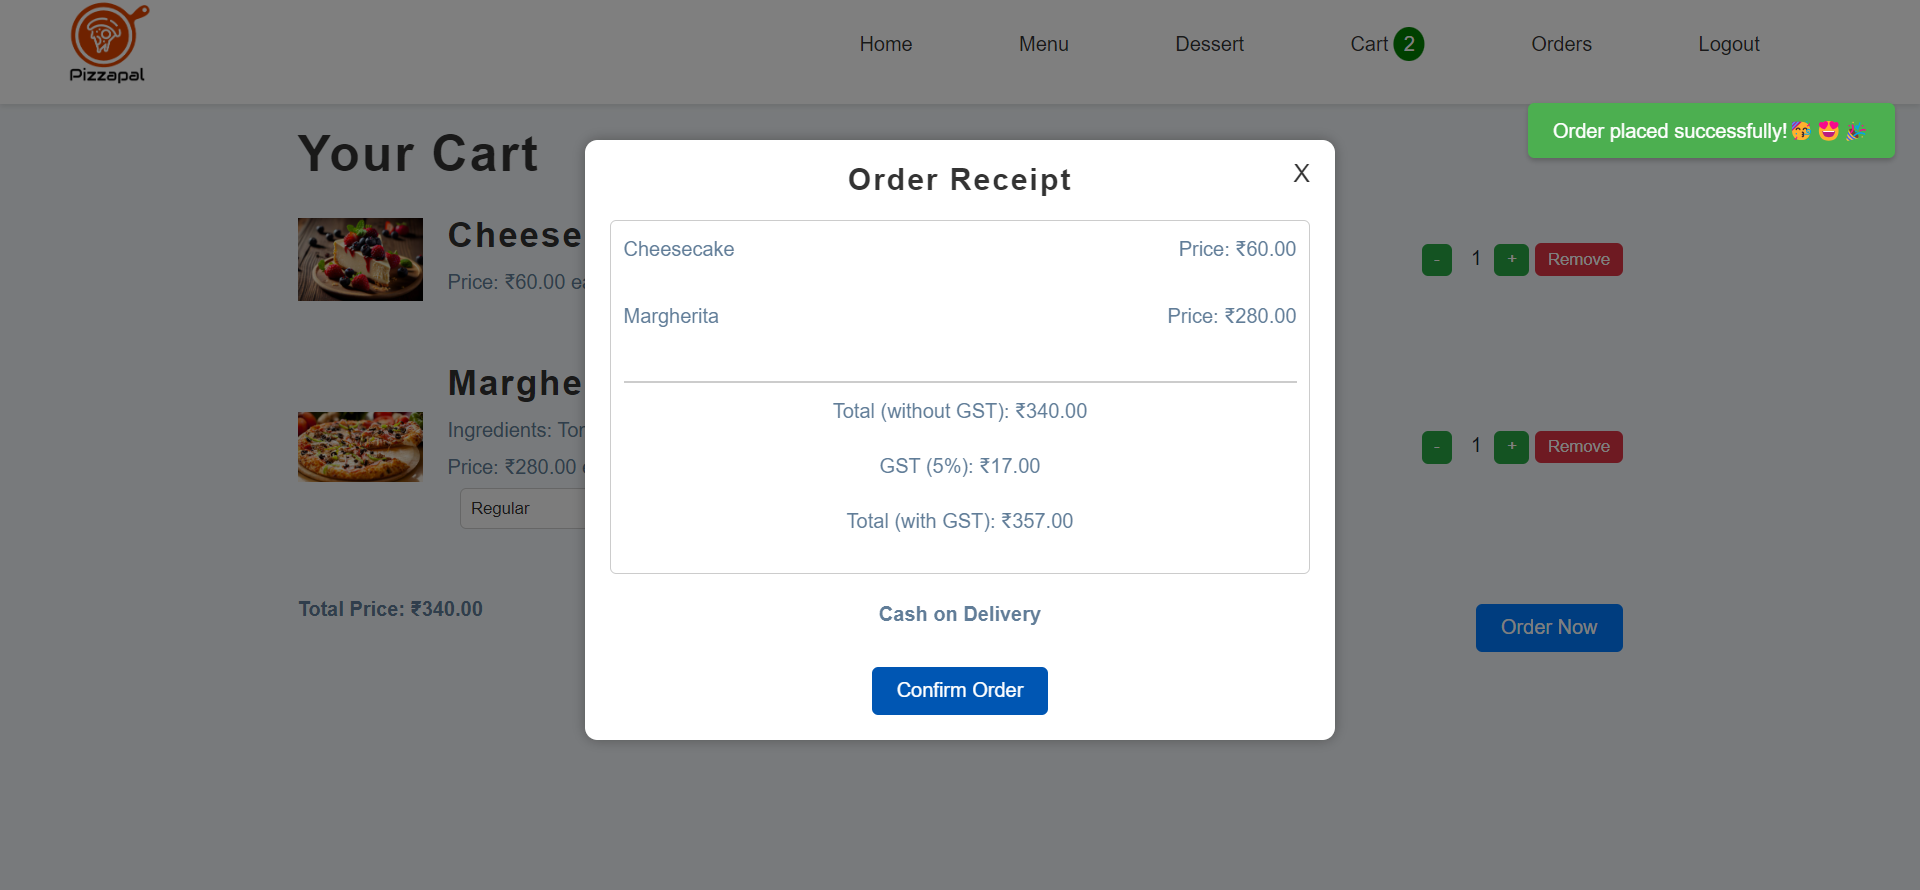 Pizzapal
Home Menu Dessert Cart 2 Orders Logout
Order placed successfully!🥳😍🎉
Your Cart
Order Receipt X
Cheese
Price: ₹60.00
- 1 + Remove
Cheesecake Price: ₹60.00
Margherita Price: ₹280.00
Total (without GST): ₹340.00
GST (5%): ₹17.00
Total (with GST): ₹357.00
Marghe
Ingredients:
Price: ₹280.00
- 1 + Remove
Regular
Total Price: ₹340.00
Cash on Delivery
Order Now
Confirm Order